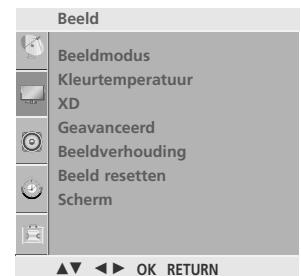 Beeld
Beeldmodus
Kleurtemperatuur
XD
Geavanceerd
Beeldverhouding
Beeld resetten
Scherm
▲▼ ◄► OK RETURN